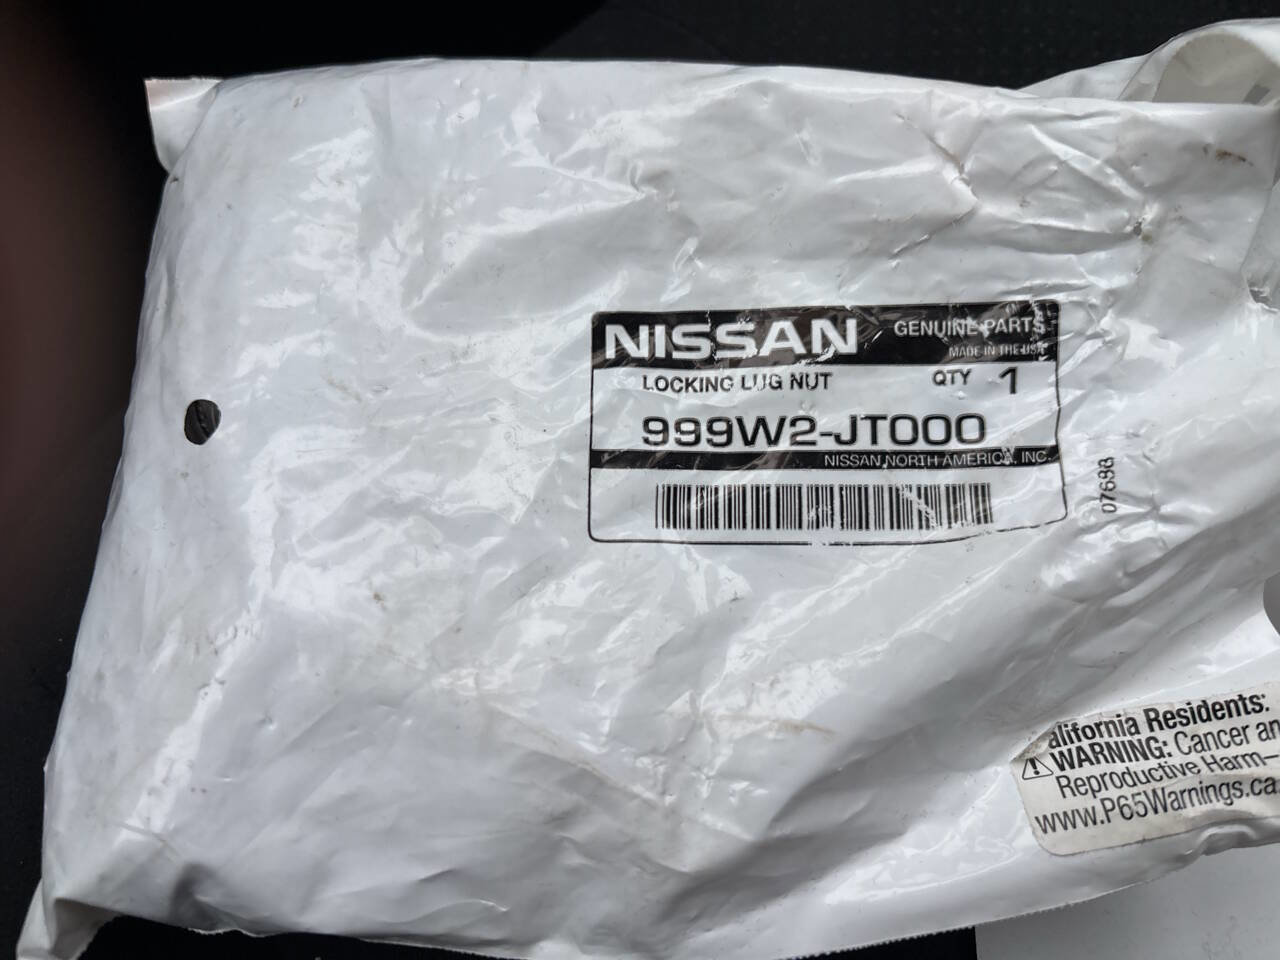 NISSAN GENUINE PARTS
MADE IN THE USA
LOCKING LUG NUT QTY 1
999W2-JT000
NISSAN NORTH AMERICA, INC.
07688
alifornia Residents:
WARNING: Cancer an
Reproductive Harm—
www.P65Warnings.ca.